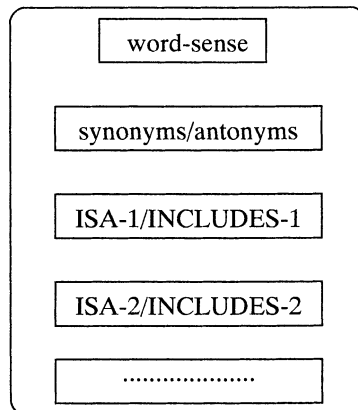 word-sense
synonyms/antonyms
ISA-1/INCLUDES-1
ISA-2/INCLUDES-2
....................